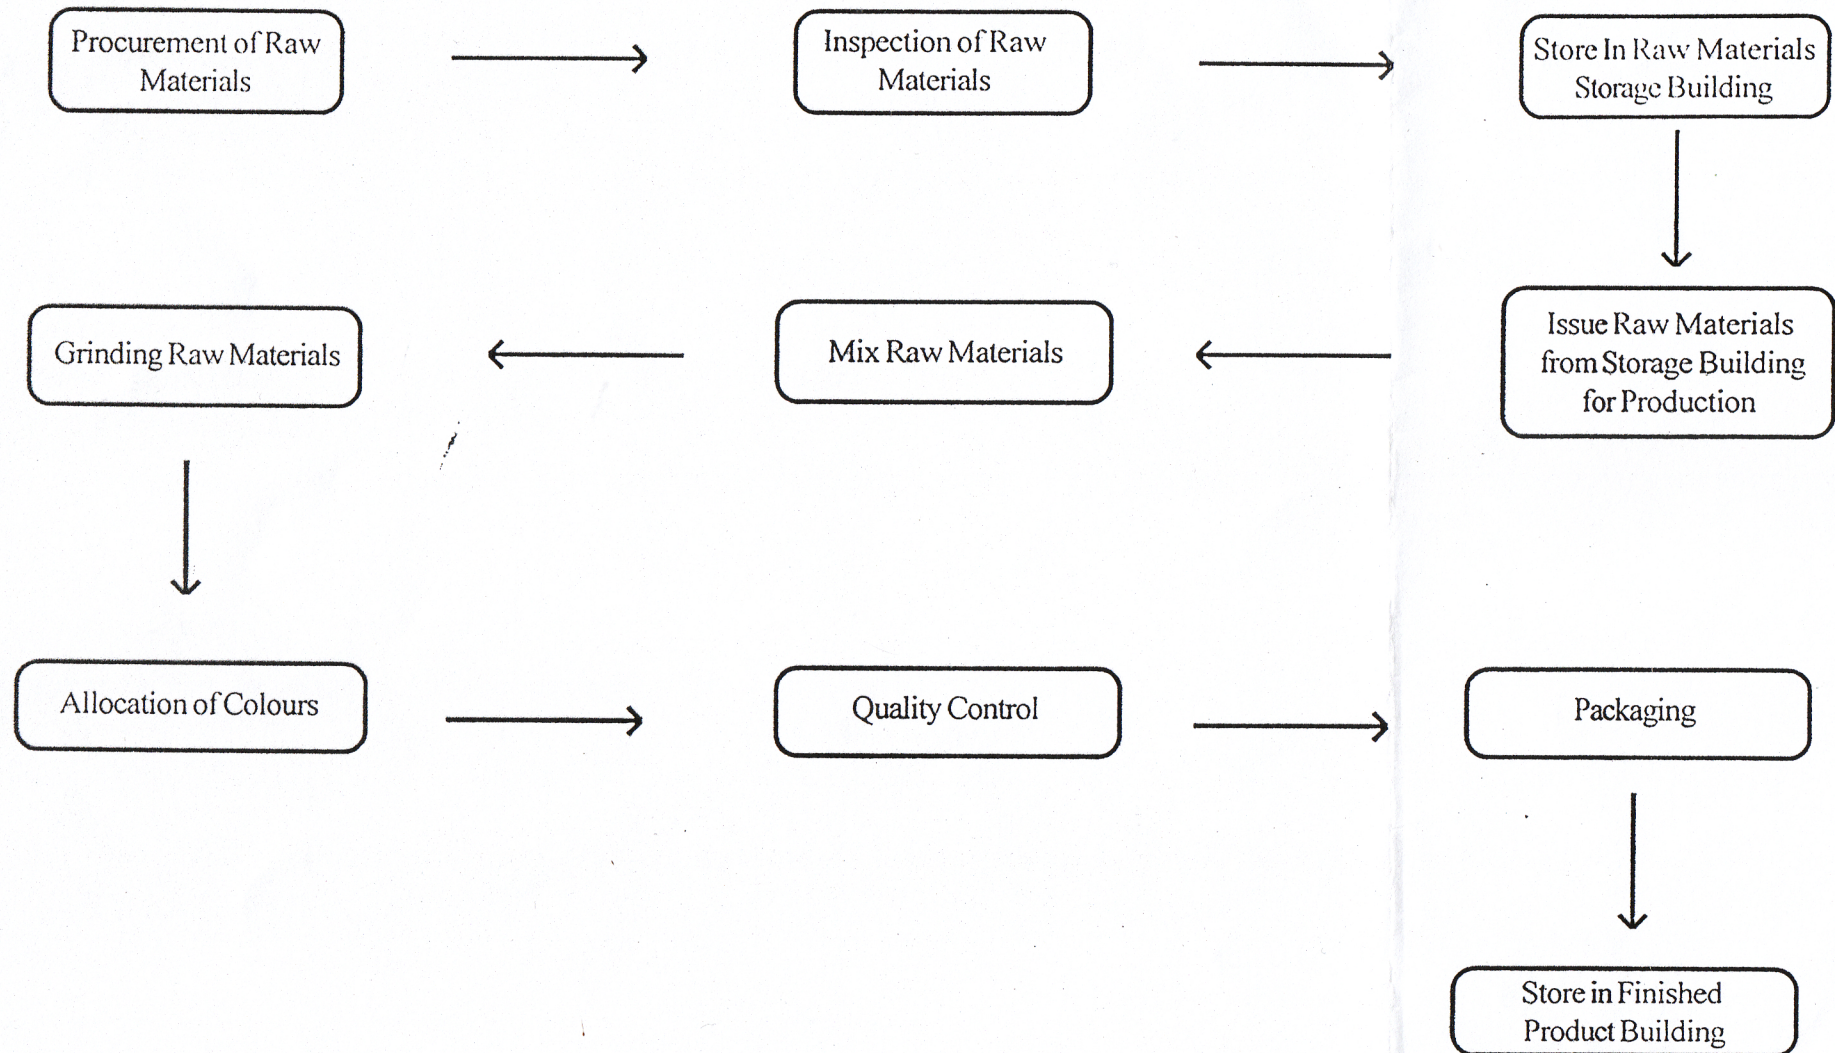 Procurement of Raw
Materials
Inspection of Raw
Materials
Store In Raw Materials
Storage Building
Issue Raw Materials
from Storage Building
for Production
Mix Raw Materials
Grinding Raw Materials
Allocation of Colours
Quality Control
Packaging
Store in Finished
Product Building